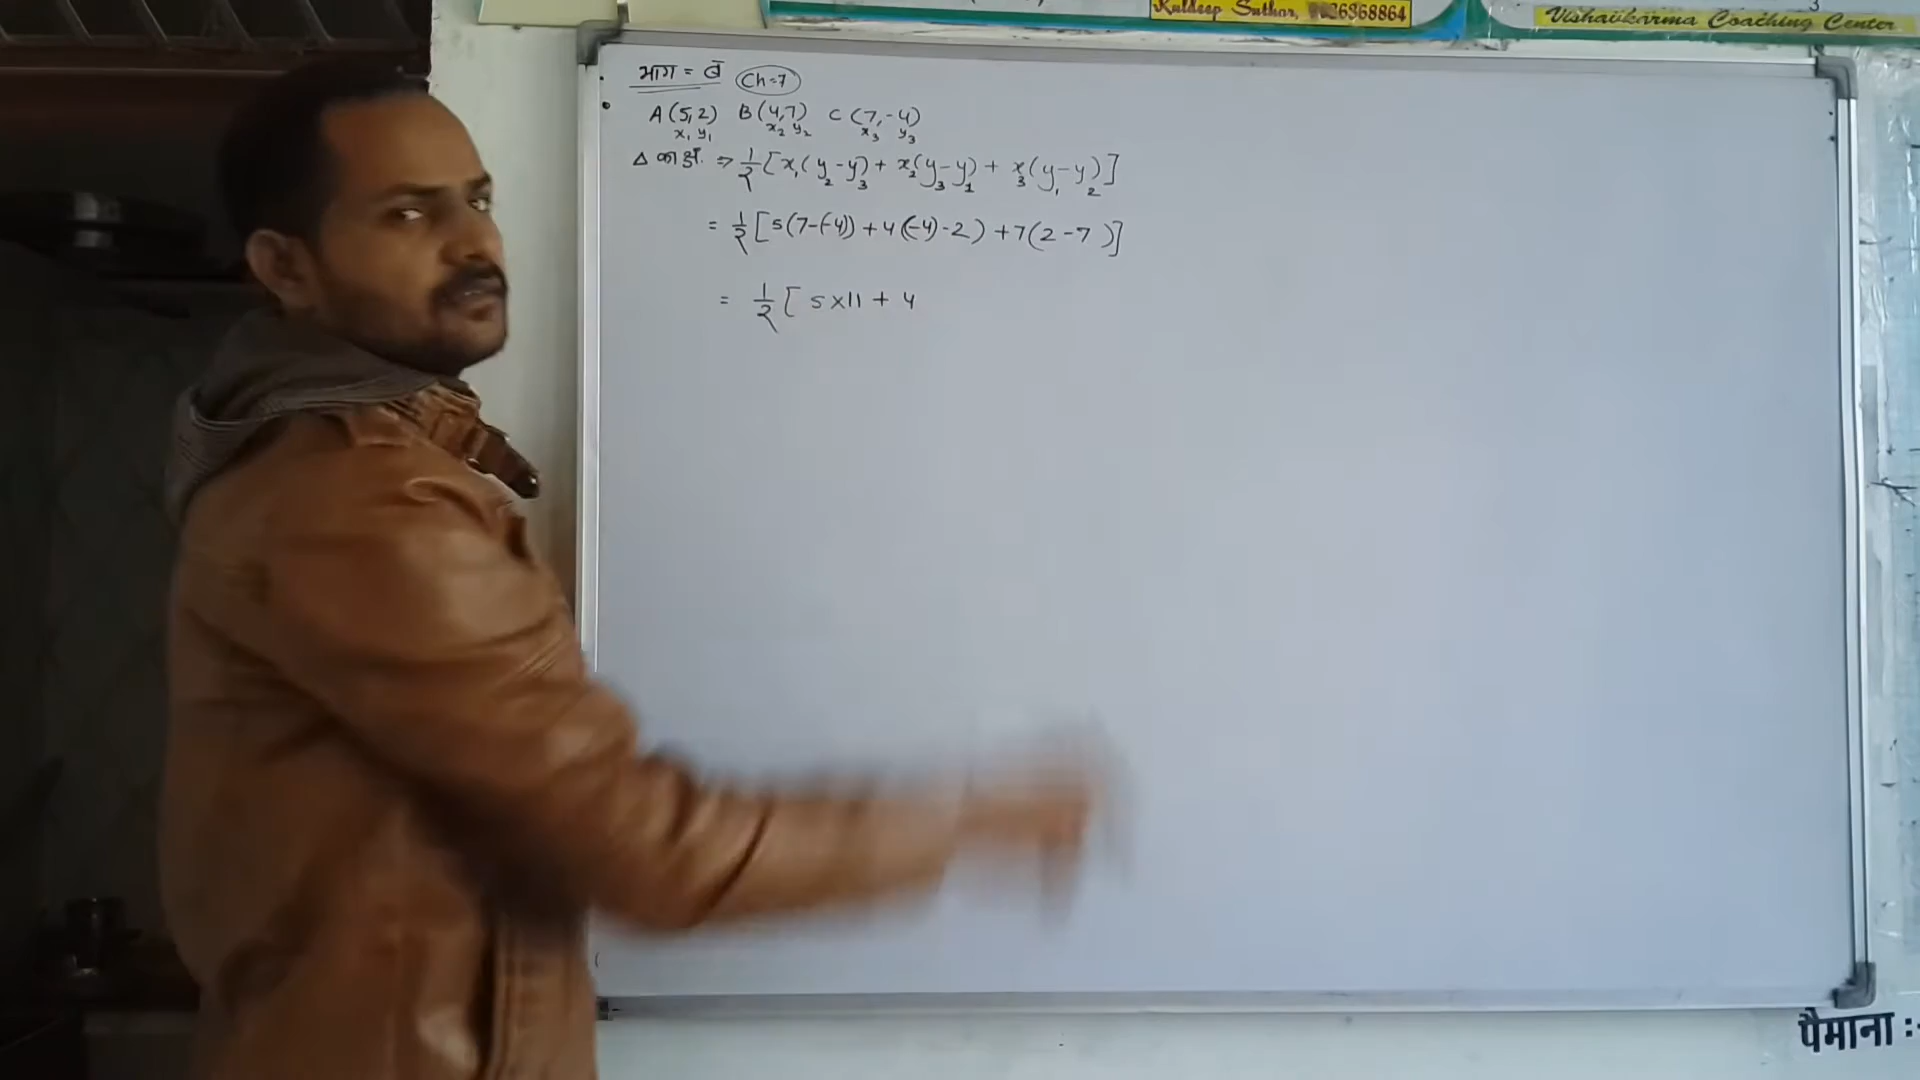 Kuldeep Suthar,
Vishavkarma Coaching Center
भाग = ब Ch=7
A(5,2) B(4,7) C(7,-4)
x₁ y₁ x₂ y₂ x₃ y₃
△ का क्षे. ⇒ 1/2[x₁(y₂-y₃)+x₂(y₃-y₁)+x₃(y₁-y₂)]
= 1/2[5(7-(-4))+4(-4)-2)+7(2-7)]
= 1/2[5×11+4
पैमाना :-